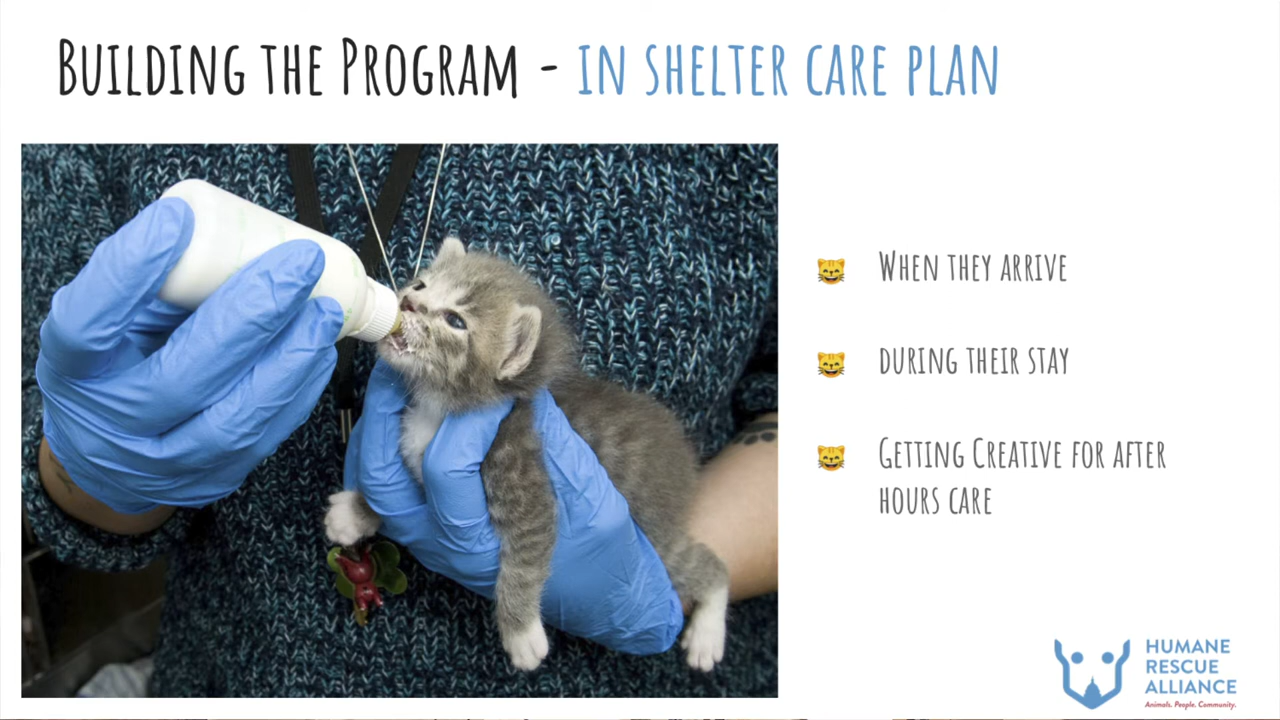 Building the Program - in shelter care plan
When they arrive
during their stay
Getting Creative for after
hours care
HUMANE
RESCUE
ALLIANCE
Animals. People. Community.